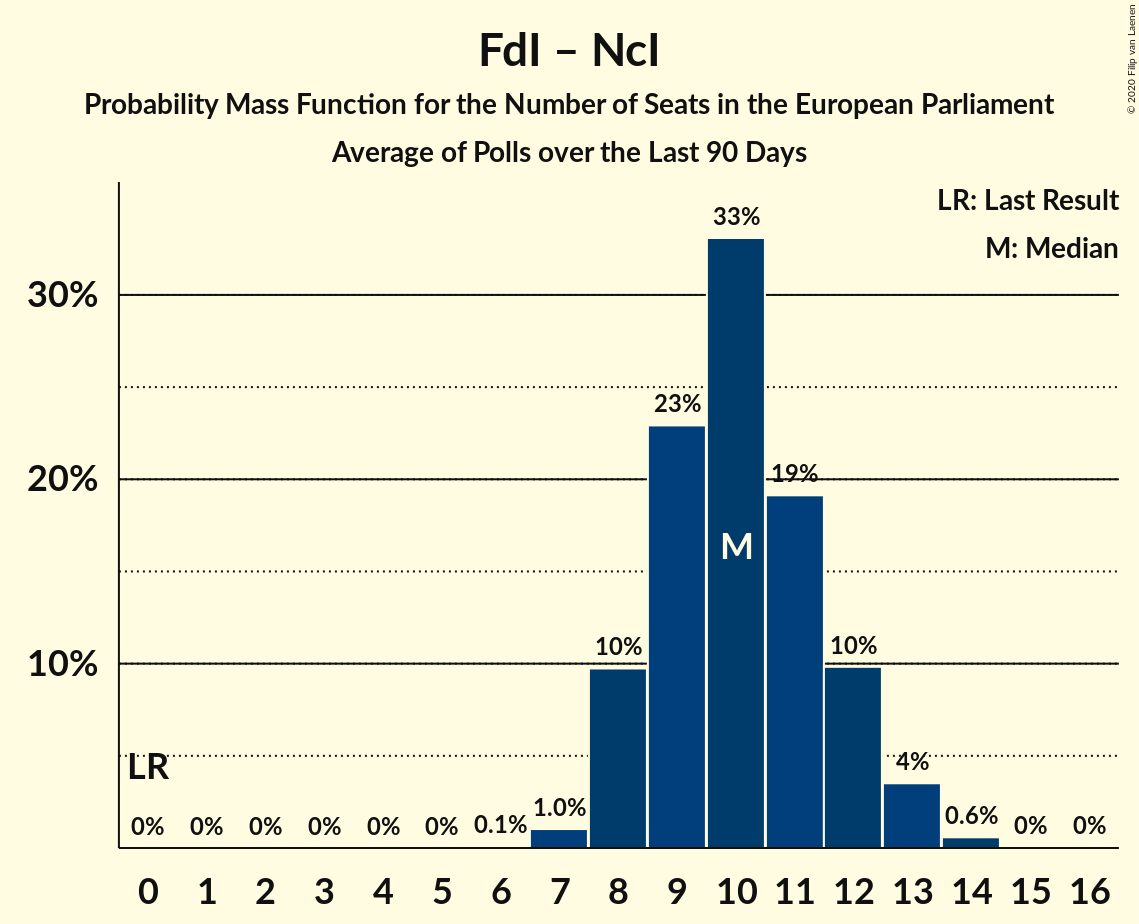 FdI – NcI
Probability Mass Function for the Number of Seats in the European Parliament
Average of Polls over the Last 90 Days
© 2020 Filip van Laenen
LR: Last Result
M: Median
33%
30%
23%
20%
19%
M
10%
10%
10%
LR
4%
0%
0%
0%
0%
0%
0%
0.1%
1.0%
0.6%
0%
0%
0 1 2 3 4 5 6 7 8 9 10 11 12 13 14 15 16